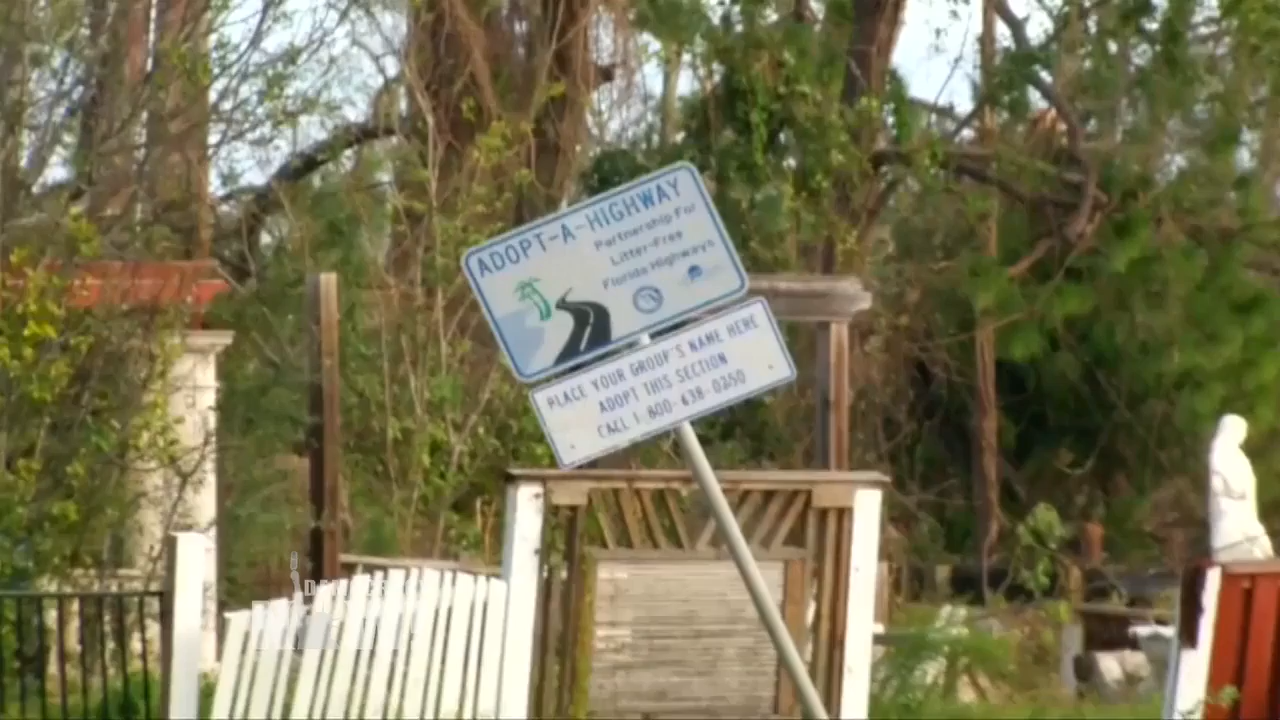 ADOPT-A-HIGHWAY
Partnership For
Litter-Free
Florida Highways
PLACE YOUR GROUP'S NAME HERE
ADOPT THIS SECTION
CALL 1-800-638-0250